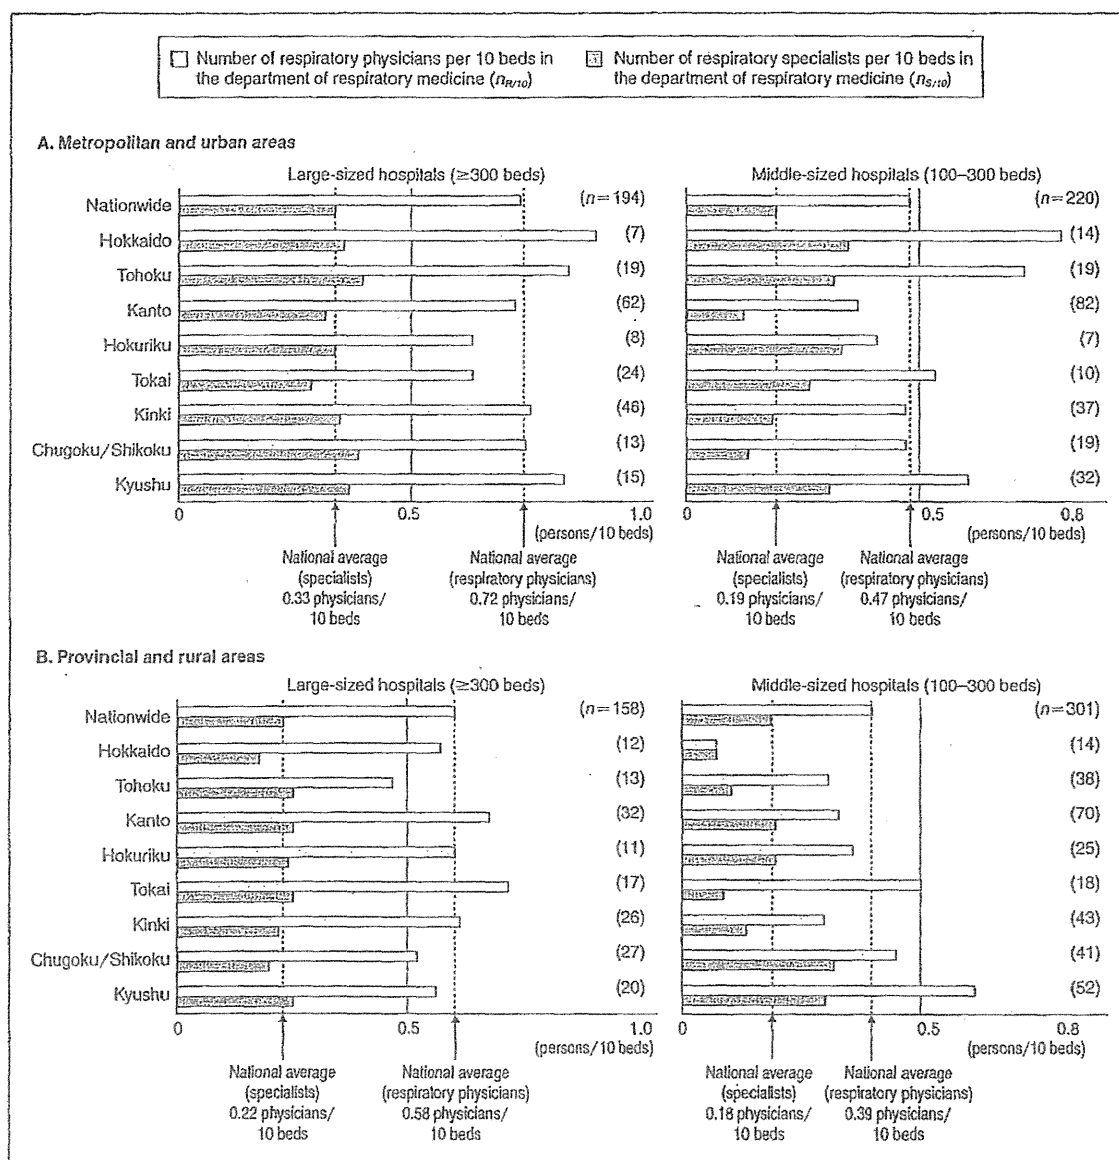 Number of respiratory physicians per 10 beds in
the department of respiratory medicine (nR/10)
Number of respiratory specialists per 10 beds in
the department of respiratory medicine (nS/10)
A. Metropolitan and urban areas
Large-sized hospitals (≥300 beds)
Nationwide (n=194)
Hokkaido (7)
Tohoku (19)
Kanto (62)
Hokuriku (8)
Tokai (24)
Kinki (46)
Chugoku/Shikoku (13)
Kyushu (15)
0 0.5 1.0
(persons/10 beds)
National average
(specialists)
0.33 physicians/
10 beds
National average
(respiratory physicians)
0.72 physicians/
10 beds
Middle-sized hospitals (100–300 beds)
(n=220)
(14)
(19)
(82)
(7)
(10)
(37)
(19)
(32)
0 0.5 0.8
(persons/10 beds)
National average
(specialists)
0.19 physicians/
10 beds
National average
(respiratory physicians)
0.47 physicians/
10 beds
B. Provincial and rural areas
Large-sized hospitals (≥300 beds)
Nationwide (n=158)
Hokkaido (12)
Tohoku (13)
Kanto (32)
Hokuriku (11)
Tokai (17)
Kinki (26)
Chugoku/Shikoku (27)
Kyushu (20)
0 0.5 1.0
(persons/10 beds)
National average
(specialists)
0.22 physicians/
10 beds
National average
(respiratory physicians)
0.58 physicians/
10 beds
Middle-sized hospitals (100–300 beds)
(n=301)
(14)
(38)
(70)
(25)
(18)
(43)
(41)
(52)
0 0.5 0.8
(persons/10 beds)
National average
(specialists)
0.18 physicians/
10 beds
National average
(respiratory physicians)
0.39 physicians/
10 beds